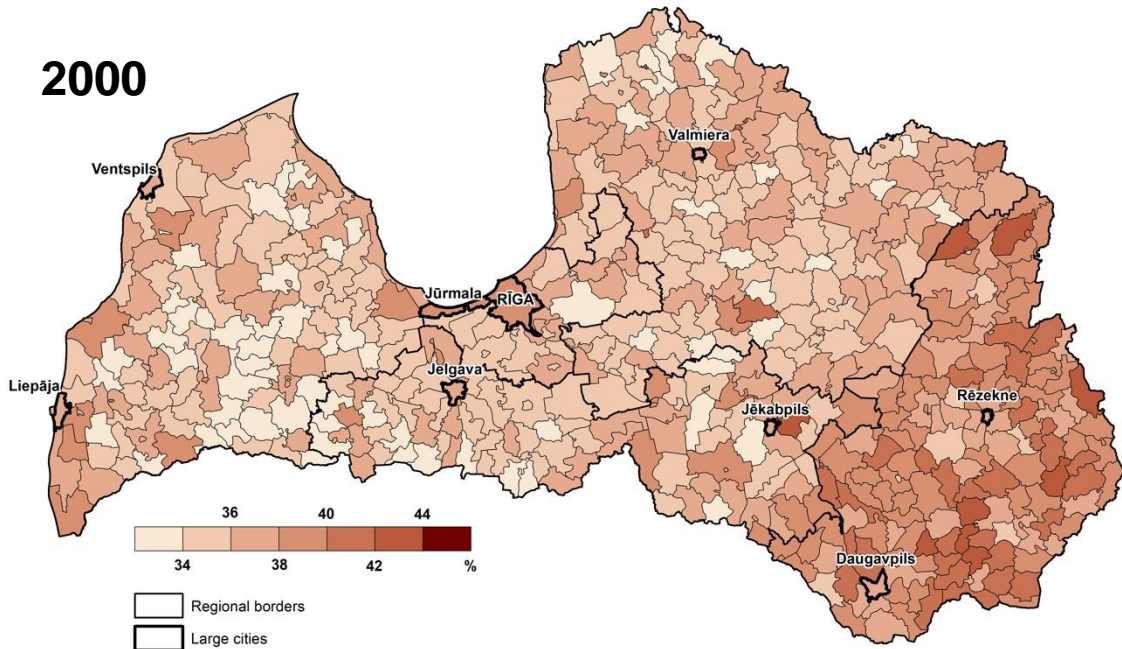 2000
Valmiera
Ventspils
Jūrmala
RĪGA
Jelgava
Liepāja
Jēkabpils
Rēzekne
36 40 44
34 38 42 %
Daugavpils
Regional borders
Large cities